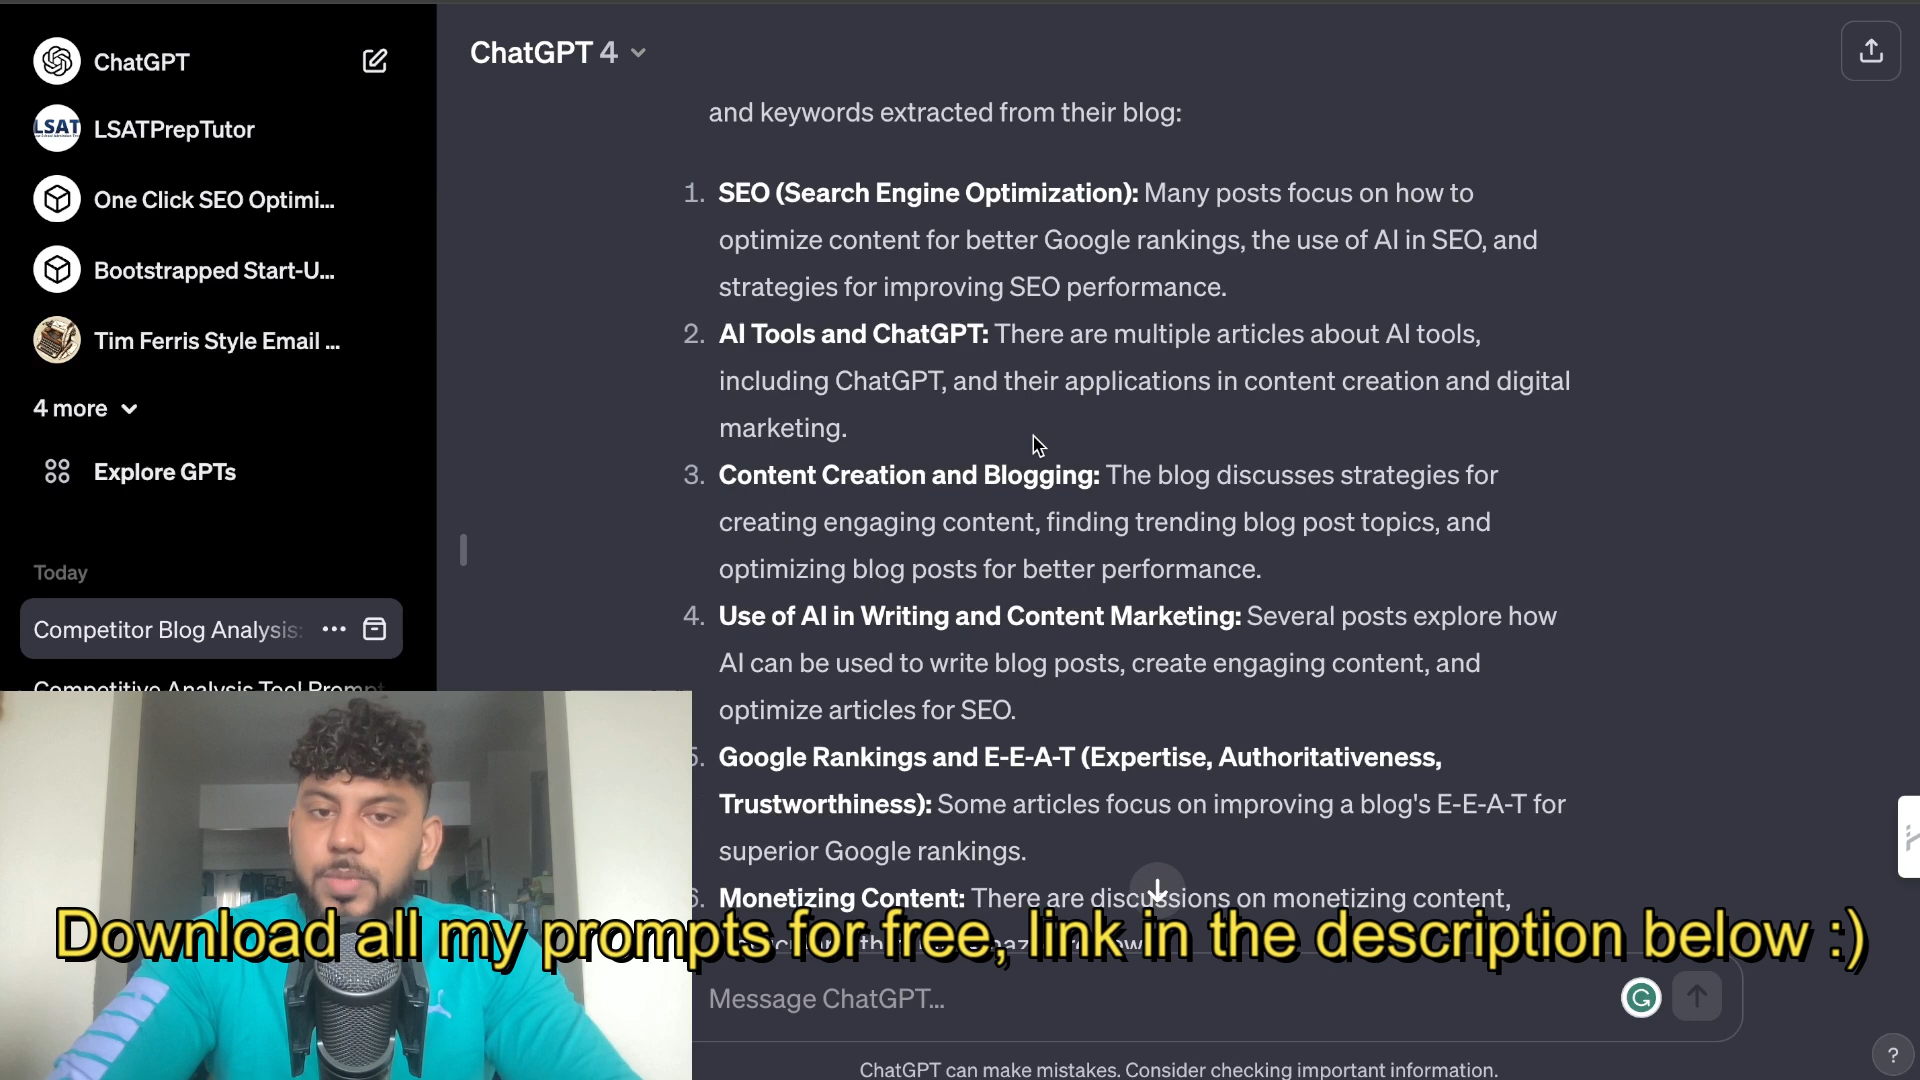 ChatGPT
LSAT
LSATPrepTutor
One Click SEO Optimi...
Bootstrapped Start-U...
Tim Ferris Style Email ...
4 more
Explore GPTs
Today
Competitor Blog Analysis: ...
Competitive Analysis Tool Prompt
ChatGPT 4
and keywords extracted from their blog:
1. SEO (Search Engine Optimization): Many posts focus on how to
optimize content for better Google rankings, the use of AI in SEO, and
strategies for improving SEO performance.
2. AI Tools and ChatGPT: There are multiple articles about AI tools,
including ChatGPT, and their applications in content creation and digital
marketing.
3. Content Creation and Blogging: The blog discusses strategies for
creating engaging content, finding trending blog post topics, and
optimizing blog posts for better performance.
4. Use of AI in Writing and Content Marketing: Several posts explore how
AI can be used to write blog posts, create engaging content, and
optimize articles for SEO.
5. Google Rankings and E-E-A-T (Expertise, Authoritativeness,
Trustworthiness): Some articles focus on improving a blog's E-E-A-T for
superior Google rankings.
6. Monetizing Content: There are discussions on monetizing content,
Download all my prompts for free, link in the description below :)
Message ChatGPT...
G
ChatGPT can make mistakes. Consider checking important information.
?